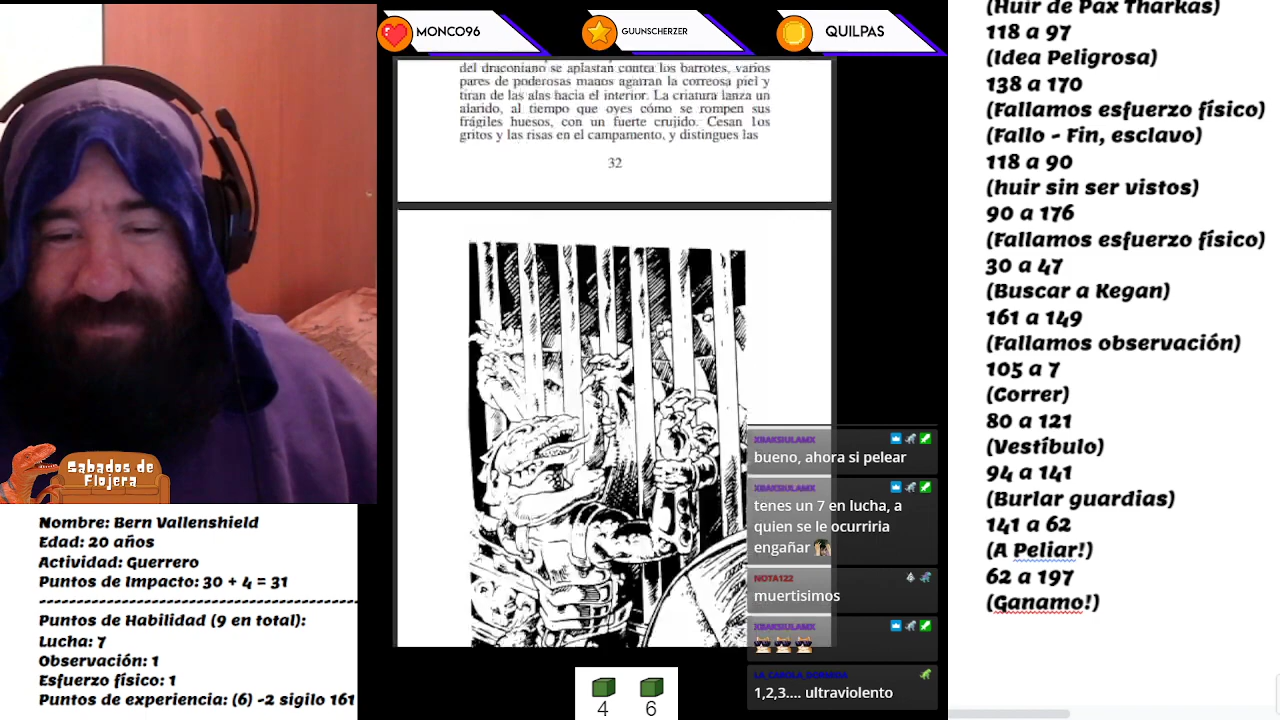 MONCO96
GUUNSCHERZER
QUILPAS
del draconiano se aplastan contra los barrotes, varios
pares de poderosas manos agarran la correosa piel y
tiran de las alas hacia el interior. La criatura lanza un
alarido, al tiempo que oyes cómo se rompen sus
frágiles huesos, con un fuerte crujido. Cesan los
gritos y las risas en el campamento, y distingues las
32
Sabados de
Flojera
Nombre: Bern Vallenshield
Edad: 20 años
Actividad: Guerrero
Puntos de Impacto: 30 + 4 = 31
Puntos de Habilidad (9 en total):
Lucha: 7
Observación: 1
Esfuerzo físico: 1
Puntos de experiencia: (6) -2 sigilo 161
4 6
XBAKSIULAMX
bueno, ahora si pelear
XBAKSIULAMX
tenes un 7 en lucha, a
quien se le ocurriria
engañar
NOTA122
muertisimos
XBAKSIULAMX
1,2,3.... ultraviolento
(Huir de Pax Tharkas)
118 a 97
(Idea Peligrosa)
138 a 170
(Fallamos esfuerzo físico)
(Fallo - Fin, esclavo)
118 a 90
(huir sin ser vistos)
90 a 176
(Fallamos esfuerzo físico)
30 a 47
(Buscar a Kegan)
161 a 149
(Fallamos observación)
105 a 7
(Correr)
80 a 121
(Vestíbulo)
94 a 141
(Burlar guardias)
141 a 62
(A Peliar!)
62 a 197
(Ganamo!)